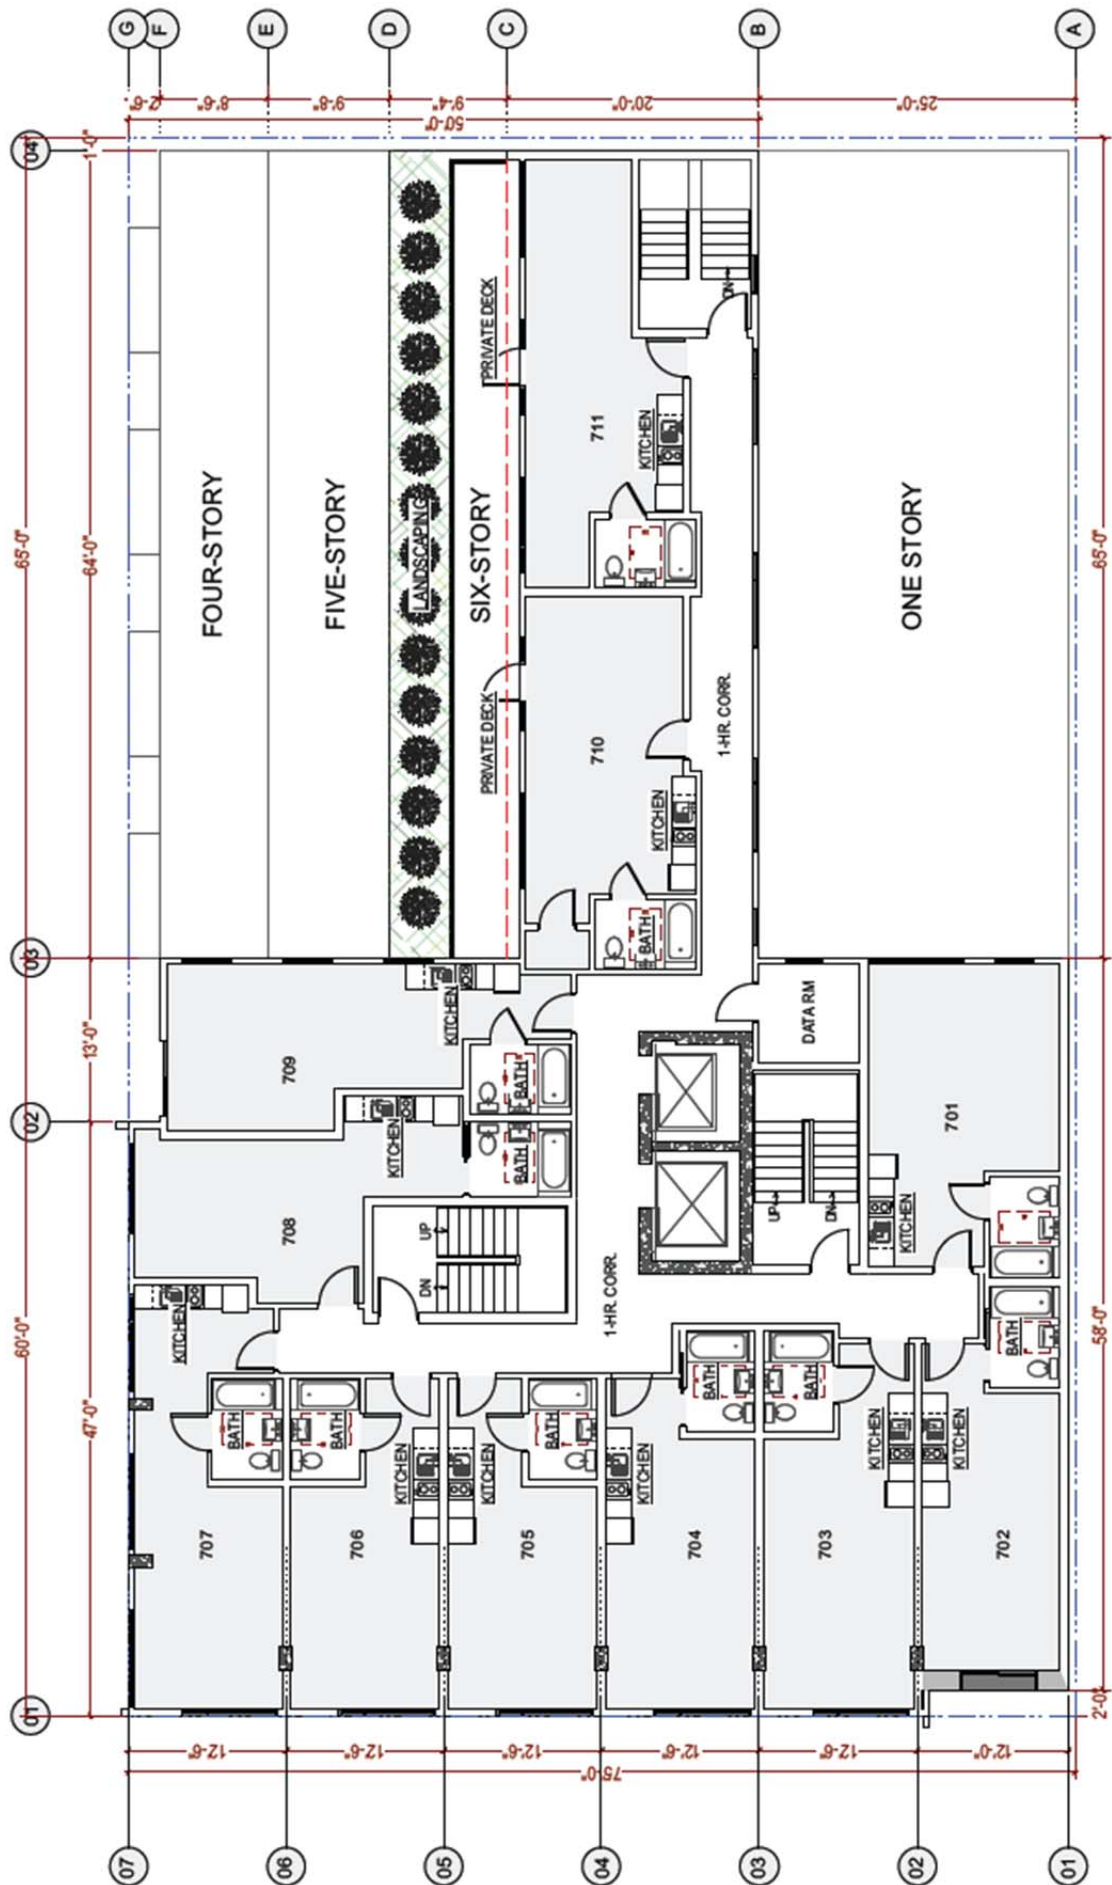 G
F
E
D
C
B
A
2'-6"
8'-6"
9'-8"
9'-4"
20'-0"
25'-0"
50'-0"
04
03
02
01
1'-0"
65'-0"
64'-0"
13'-0"
60'-0"
47'-0"
65'-0"
58'-0"
2'-0"
FOUR-STORY
FIVE-STORY
LANDSCAPING
SIX-STORY
PRIVATE DECK
PRIVATE DECK
ONE STORY
711
KITCHEN
DN
710
KITCHEN
BATH
1-HR. CORR.
709
KITCHEN
BATH
708
KITCHEN
BATH
UP
DN
1-HR. CORR.
DATA RM
UP
DN
701
KITCHEN
707
KITCHEN
BATH
706
KITCHEN
BATH
705
KITCHEN
BATH
704
KITCHEN
BATH
703
KITCHEN
BATH
702
KITCHEN
BATH
12'-6"
12'-6"
12'-6"
12'-6"
12'-6"
12'-0"
75'-0"
07
06
05
04
03
02
01